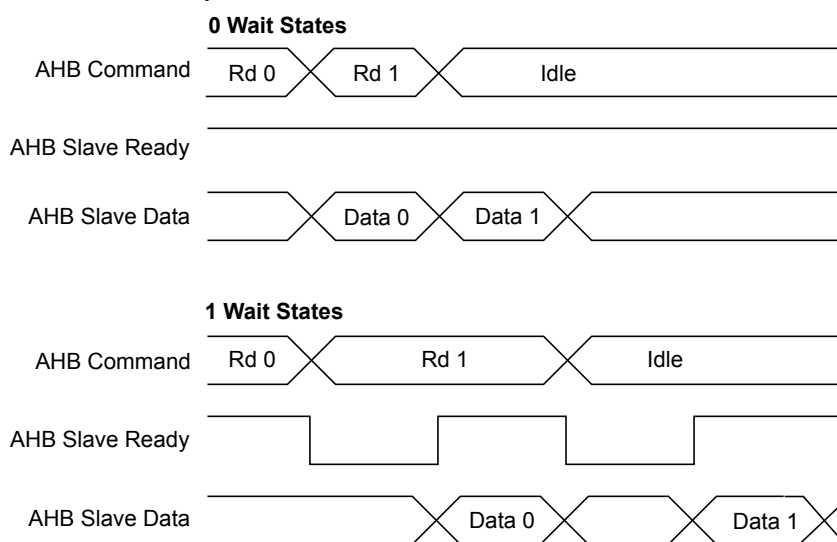 0 Wait States
AHB Command Rd 0 Rd 1 Idle
AHB Slave Ready
AHB Slave Data Data 0 Data 1
1 Wait States
AHB Command Rd 0 Rd 1 Idle
AHB Slave Ready
AHB Slave Data Data 0 Data 1